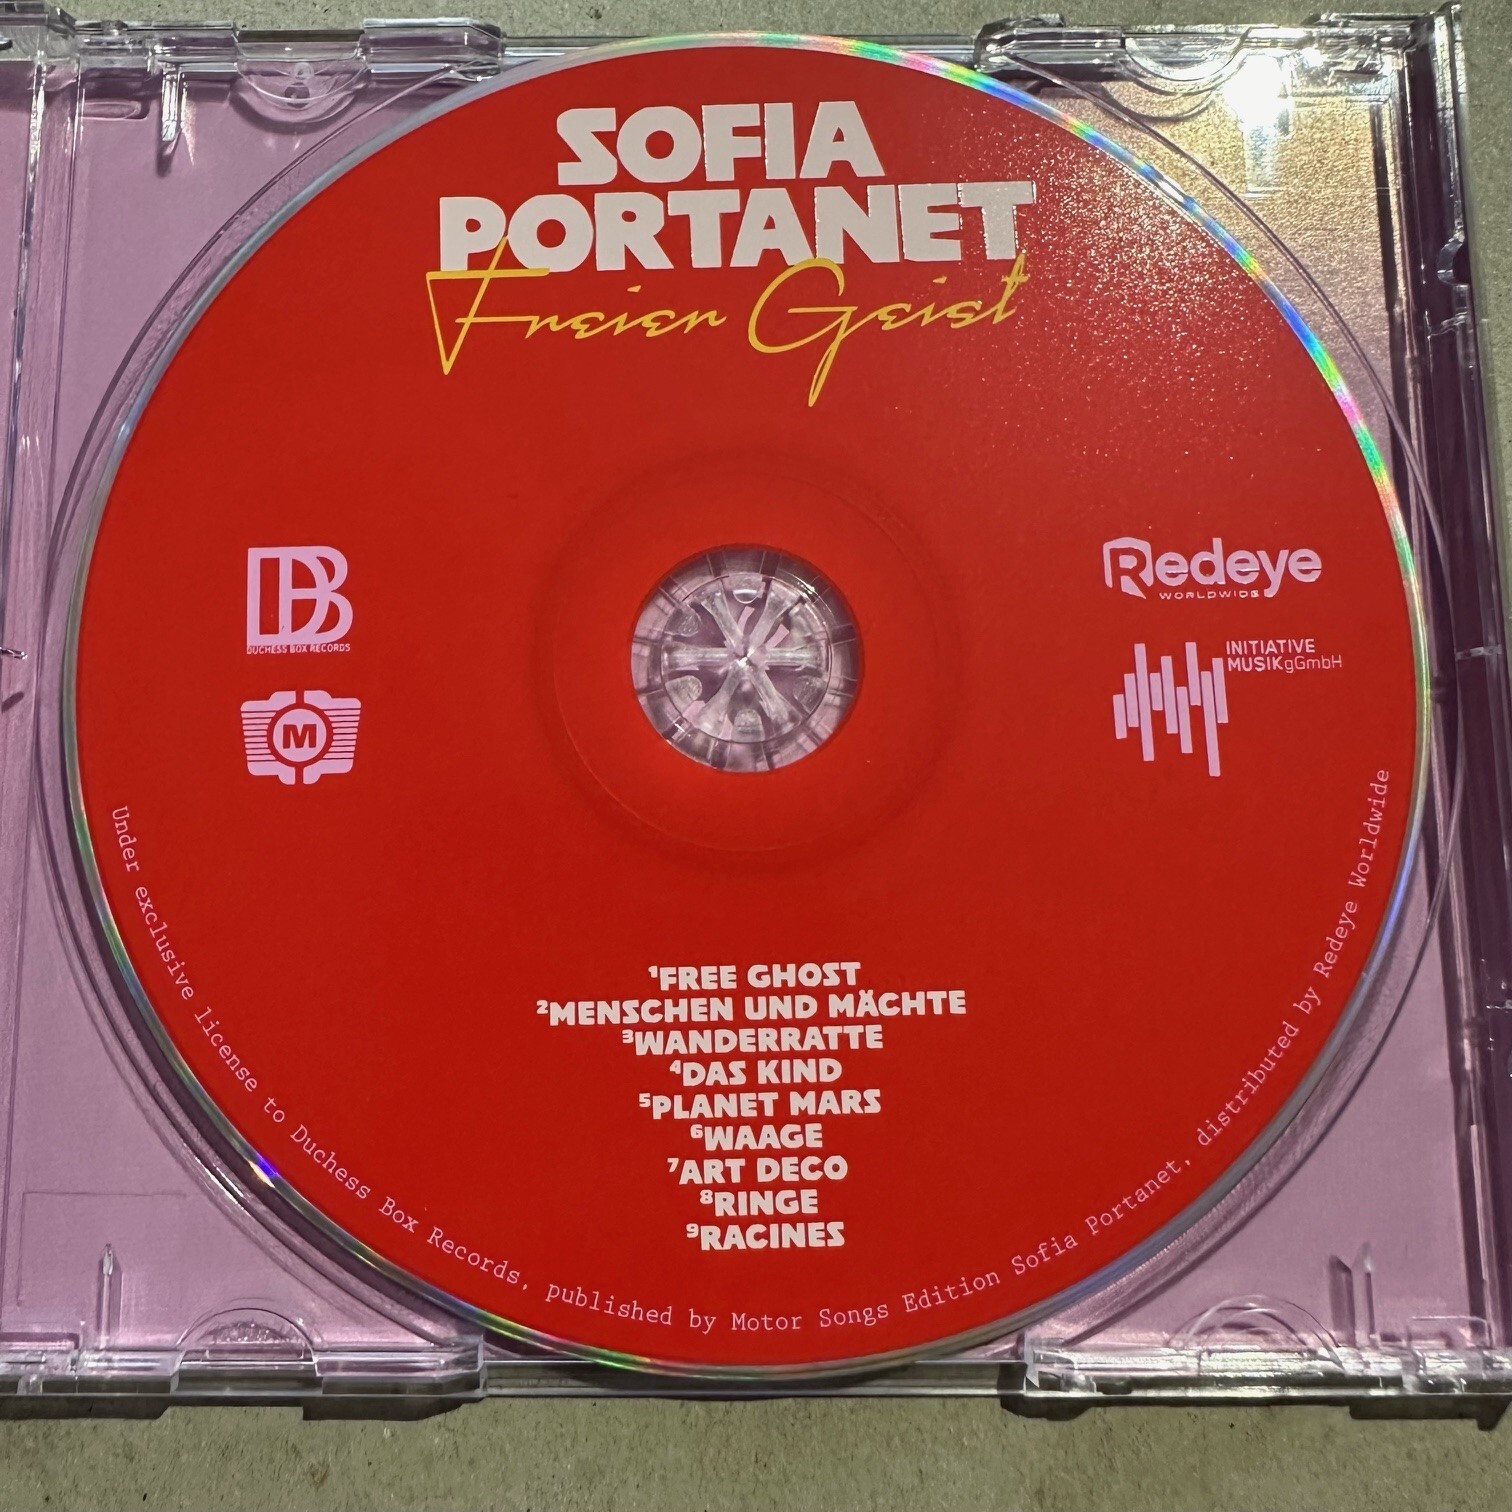 SOFIA
PORTANET
Freier Geist
DB
DUCHESS BOX RECORDS
M
Redeye
WORLDWIDE
INITIATIVE
MUSIKgGmbH
¹FREE GHOST
²MENSCHEN UND MÄCHTE
³WANDERRATTE
⁴DAS KIND
⁵PLANET MARS
⁶WAAGE
⁷ART DECO
⁸RINGE
⁹RACINES
Under exclusive license to Duchess Box Records, published by Motor Songs Edition Sofia Portanet, distributed by Redeye Worldwide